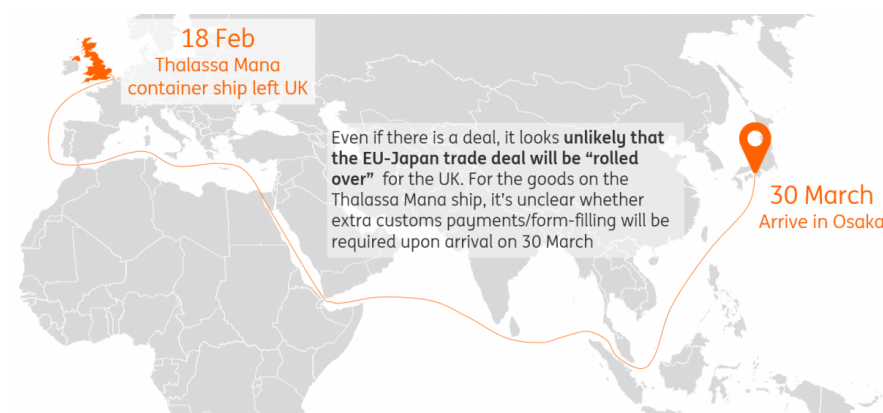 18 Feb
Thalassa Mana
container ship left UK
Even if there is a deal, it looks unlikely that
the EU-Japan trade deal will be “rolled
over” for the UK. For the goods on the
Thalassa Mana ship, it’s unclear whether
extra customs payments/form-filling will be
required upon arrival on 30 March
30 March
Arrive in Osaka